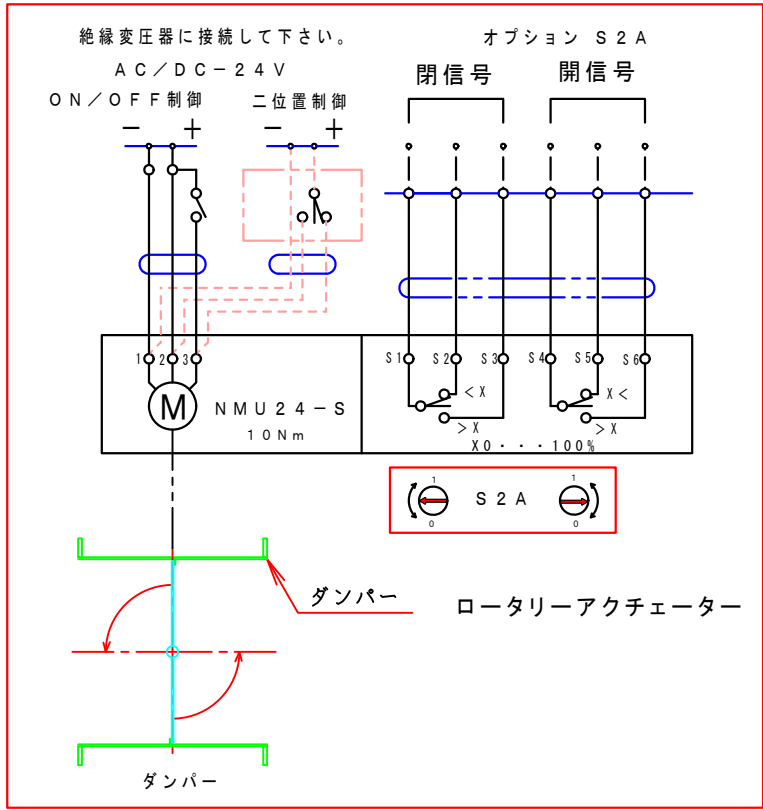 絶縁変圧器に接続して下さい。
AC/DC-24V
ON/OFF制御
二位置制御
- +
- +
オプション S2A
閉信号
開信号
1 2 3
M
NMU24-S
10Nm
S1 S2 S3 S4 S5 S6
<X
>X
X<
>X
X0・・・100%
1
0
S2A
1
0
ダンパー
ロータリーアクチェーター
ダンパー